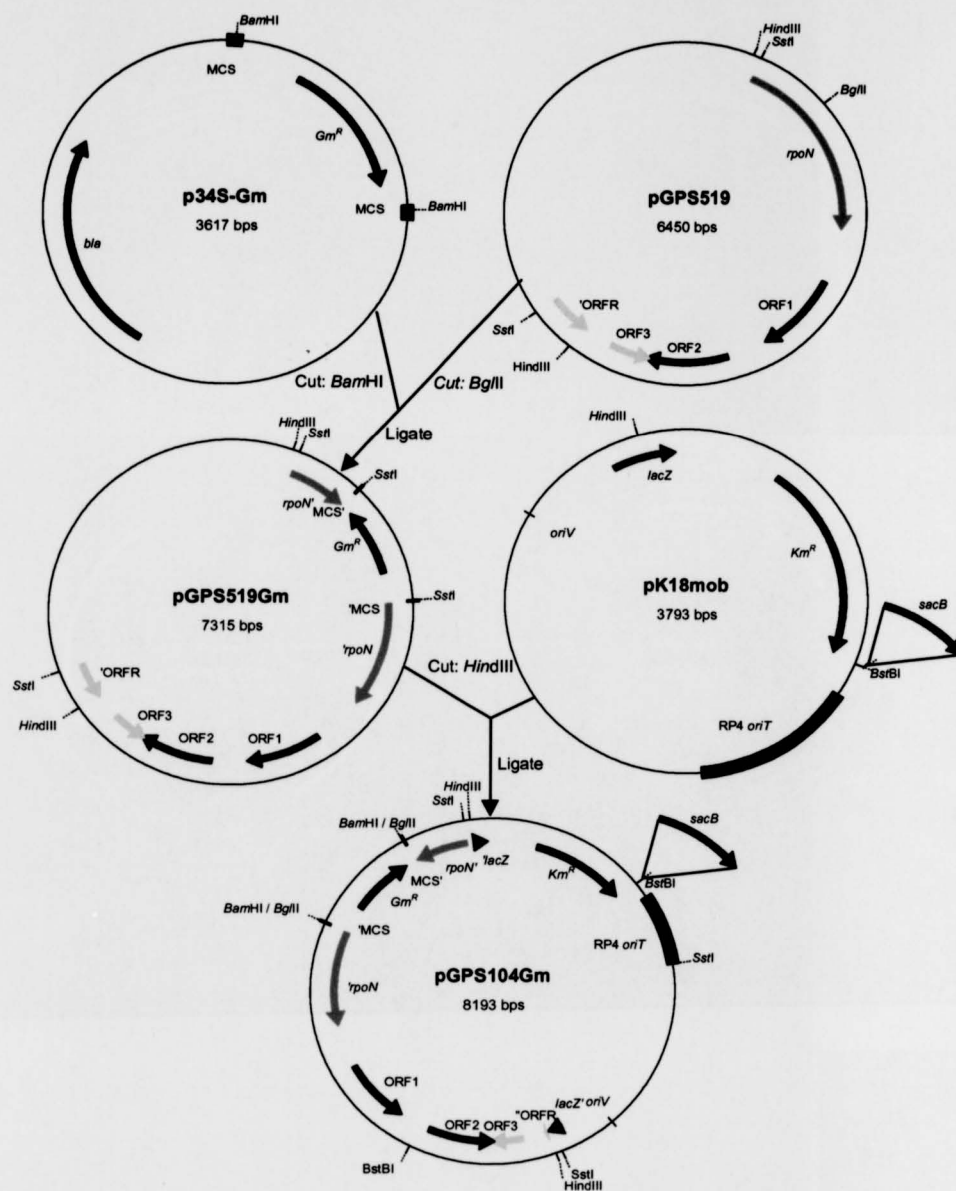 BamHI
MCS
Gm^R
p34S-Gm
3617 bps
MCS
BamHI
bla
HindIII
SstI
BglII
rpoN
pGPS519
6450 bps
ORF1
'ORFR
ORF3
ORF2
SstI
HindIII
Cut: BamHI
Cut: BglII
Ligate
HindIII
SstI
SstI
rpoN'
MCS'
Gm^R
pGPS519Gm
7315 bps
SstI
'MCS
'rpoN
'ORFR
SstI
HindIII
ORF3
ORF2
ORF1
HindIII
lacZ
oriV
Km^R
pK18mob
3793 bps
sacB
BstBI
RP4 oriT
Cut: HindIII
Ligate
HindIII
SstI
BamHI / BglII
rpoN'
'lacZ
MCS'
Gm^R
Km^R
sacB
BstBI
BamHI / BglII
'MCS
RP4 oriT
SstI
'rpoN
pGPS104Gm
8193 bps
ORF1
ORF2
ORF3
"ORFR
lacZ'
oriV
BstBI
SstI
HindIII